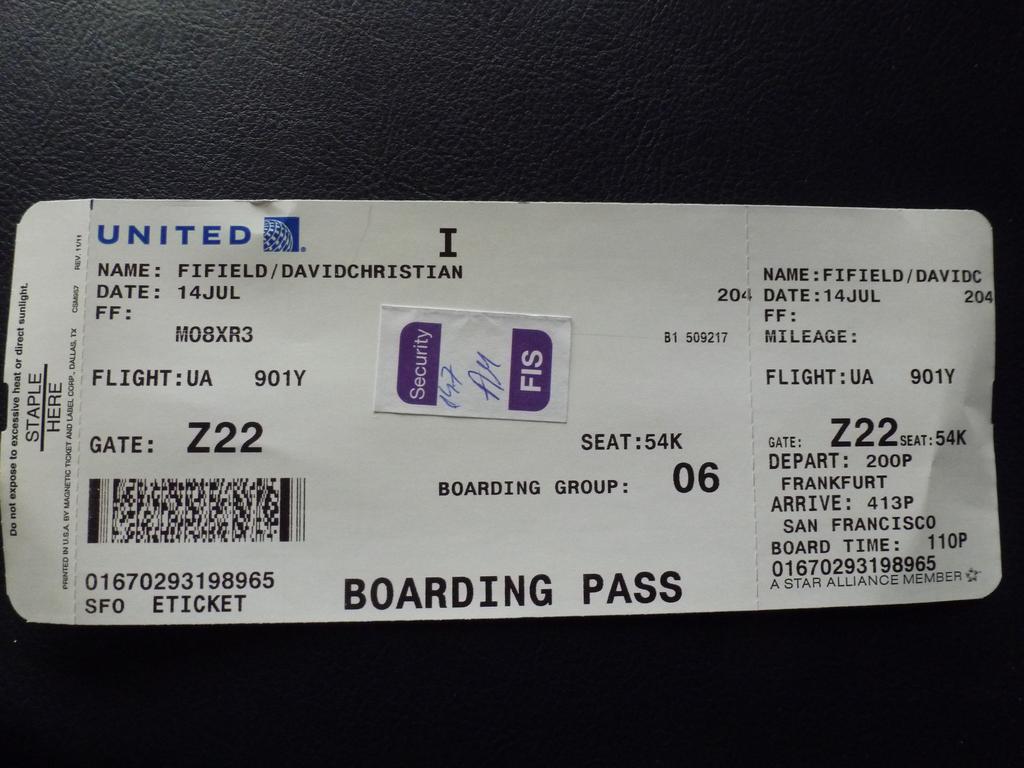 Do not expose to excessive heat or direct sunlight.
STAPLE
HERE
PRINTED IN U.S.A. BY MAGNETIC TICKET AND LABEL CORP., DALLAS, TX CSM957 REV. 11/11
UNITED
I
NAME: FIFIELD/DAVIDCHRISTIAN
DATE: 14JUL
204
FF:
M08XR3
B1 509217
Security
FIS
FLIGHT:UA 901Y
GATE: Z22
SEAT:54K
BOARDING GROUP: 06
01670293198965
SFO ETICKET
BOARDING PASS
NAME:FIFIELD/DAVIDC
DATE:14JUL 204
FF:
MILEAGE:
FLIGHT:UA 901Y
GATE: Z22 SEAT:54K
DEPART: 200P
FRANKFURT
ARRIVE: 413P
SAN FRANCISCO
BOARD TIME: 110P
01670293198965
A STAR ALLIANCE MEMBER